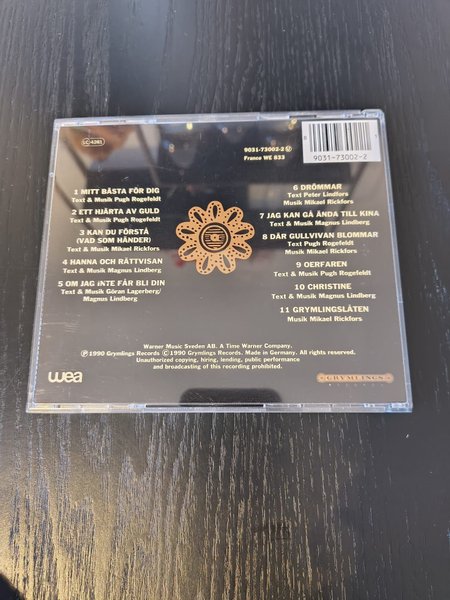 LC 4281
9031-73002-2
France WE 833
9031-73002-2
1 MITT BÄSTA FÖR DIG
Text & Musik Pugh Rogefeldt
2 ETT HJÄRTA AV GULD
Text & Musik Pugh Rogefeldt
3 KAN DU FÖRSTÅ
(VAD SOM HÄNDER)
Text & Musik Mikael Rickfors
4 HANNA OCH RÄTTVISAN
Text & Musik Magnus Lindberg
5 OM JAG INTE FÅR BLI DIN
Text & Musik Göran Lagerberg/
Magnus Lindberg
6 DRÖMMAR
Text Peter Lindfors
Musik Mikael Rickfors
7 JAG KAN GÅ ÄNDA TILL KINA
Text & Musik Magnus Lindberg
8 DÄR GULLVIVAN BLOMMAR
Text Pugh Rogefeldt
Musik Mikael Rickfors
9 OERFAREN
Text & Musik Pugh Rogefeldt
10 CHRISTINE
Text & Musik Magnus Lindberg
11 GRYMLINGSLÅTEN
Musik Mikael Rickfors
Warner Music Sveden AB. A Time Warner Company.
Ⓟ 1990 Grymlings Records Ⓒ 1990 Grymlings Records. Made in Germany. All rights reserved.
Unauthorized copying, hiring, lending, public performance
and broadcasting of this recording prohibited.
wea
GRYMLINGS